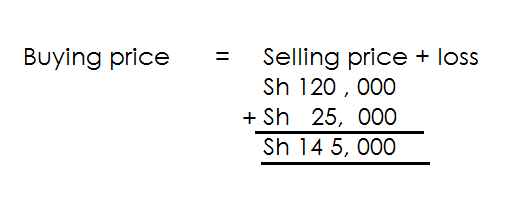 Buying price = Selling price + loss
Sh 120 , 000
+ Sh 25, 000
Sh 14 5, 000